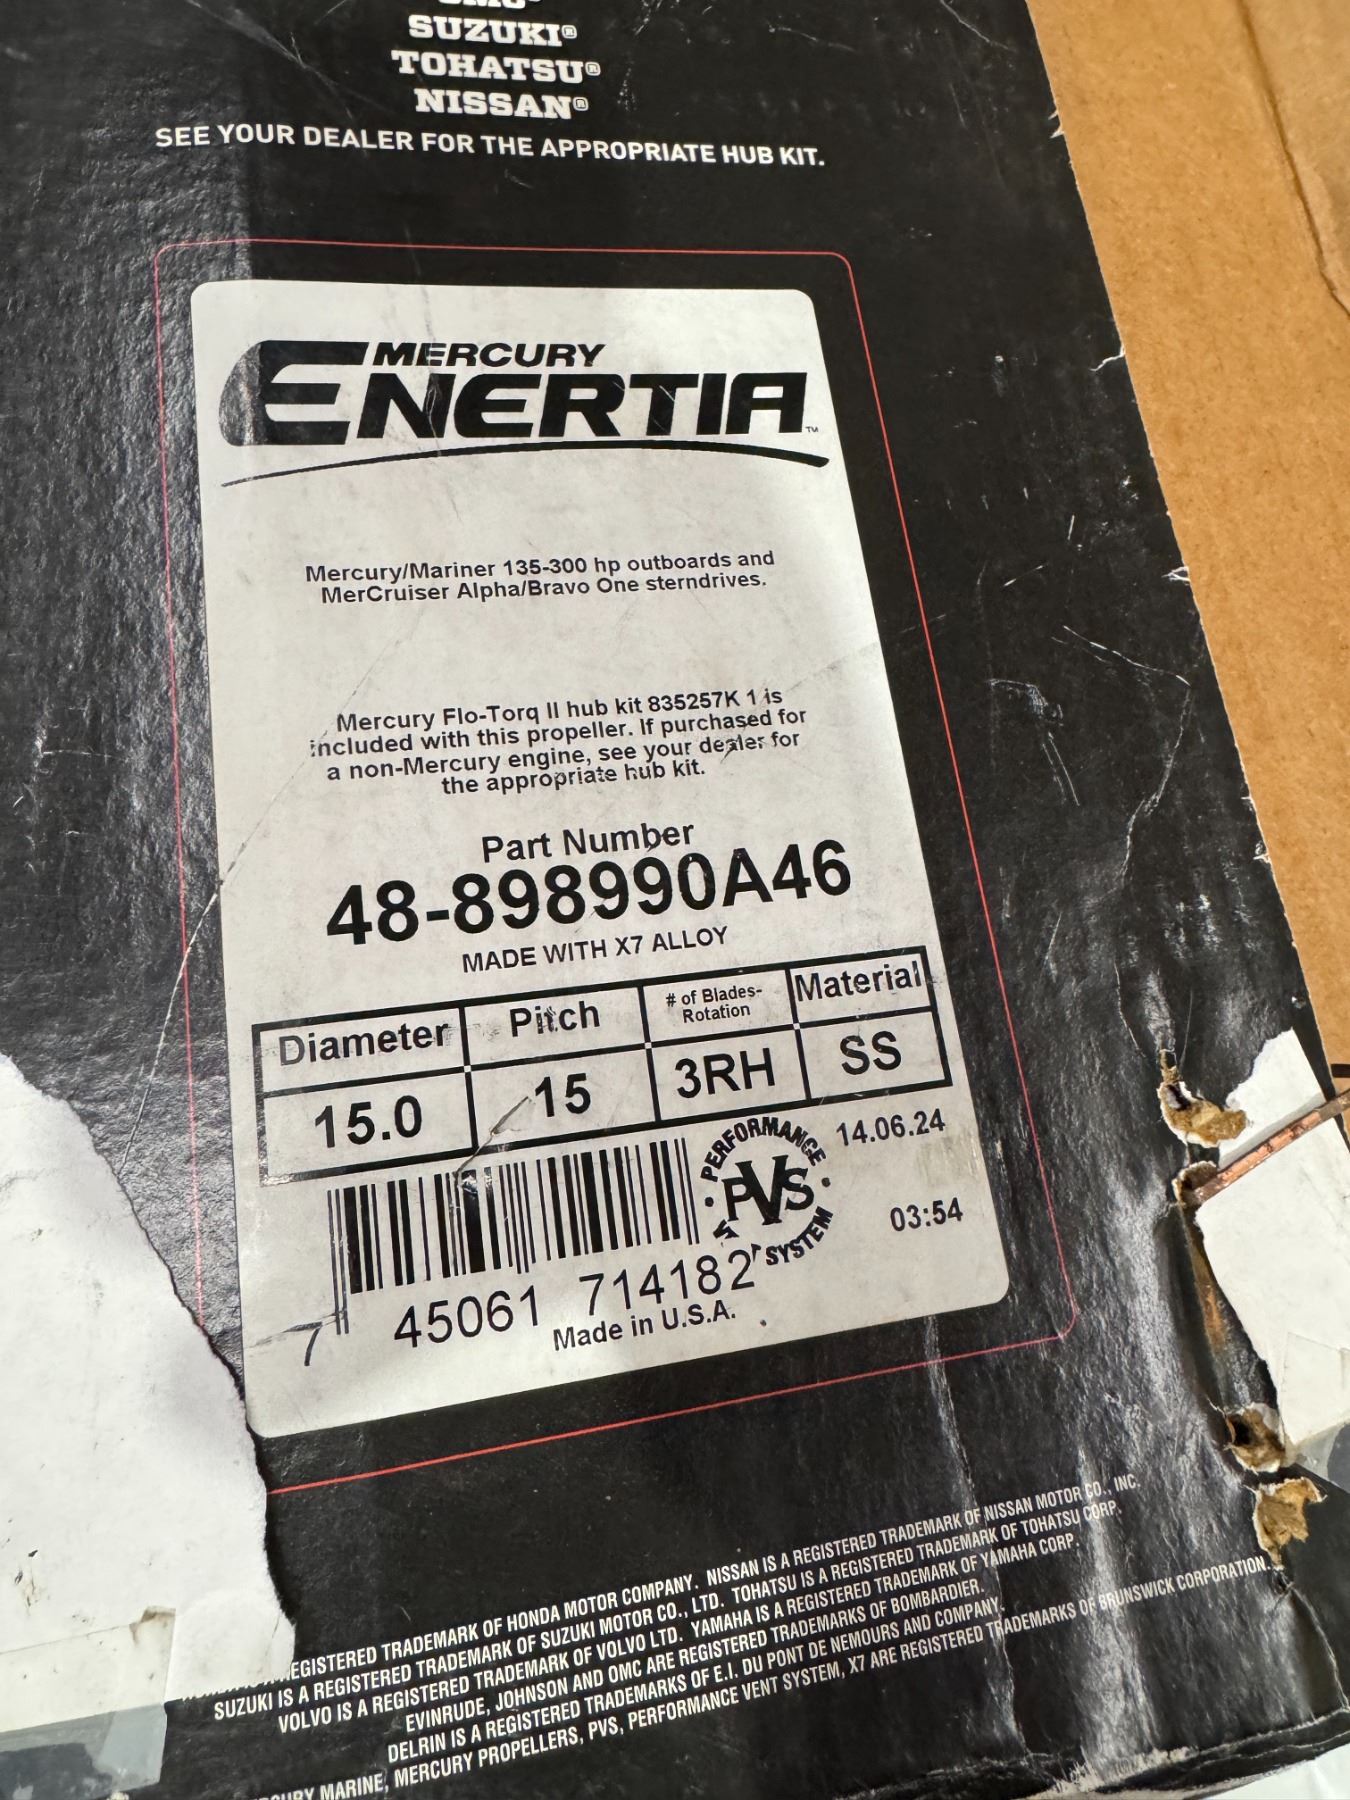 SUZUKI®
TOHATSU®
NISSAN®
SEE YOUR DEALER FOR THE APPROPRIATE HUB KIT.
MERCURY
ENERTIA™
Mercury/Mariner 135-300 hp outboards and
MerCruiser Alpha/Bravo One sterndrives.
Mercury Flo-Torq II hub kit 835257K 1 is
included with this propeller. If purchased for
a non-Mercury engine, see your dealer for
the appropriate hub kit.
Part Number
48-898990A46
MADE WITH X7 ALLOY
Diameter Pitch # of Blades-Rotation Material
15.0 15 3RH SS
PERFORMANCE
PVS
SYSTEM
14.06.24
03:54
7 45061 714182
Made in U.S.A.
REGISTERED TRADEMARK OF HONDA MOTOR COMPANY. NISSAN IS A REGISTERED TRADEMARK OF NISSAN MOTOR CO., INC.
SUZUKI IS A REGISTERED TRADEMARK OF SUZUKI MOTOR CO., LTD. TOHATSU IS A REGISTERED TRADEMARK OF TOHATSU CORP.
VOLVO IS A REGISTERED TRADEMARK OF VOLVO LTD. YAMAHA IS A REGISTERED TRADEMARK OF YAMAHA CORP.
EVINRUDE, JOHNSON AND OMC ARE REGISTERED TRADEMARKS OF BOMBARDIER.
DELRIN IS A REGISTERED TRADEMARKS OF E.I. DU PONT DE NEMOURS AND COMPANY.
MARINE, MERCURY PROPELLERS, PVS, PERFORMANCE VENT SYSTEM, X7 ARE REGISTERED TRADEMARKS OF BRUNSWICK CORPORATION.